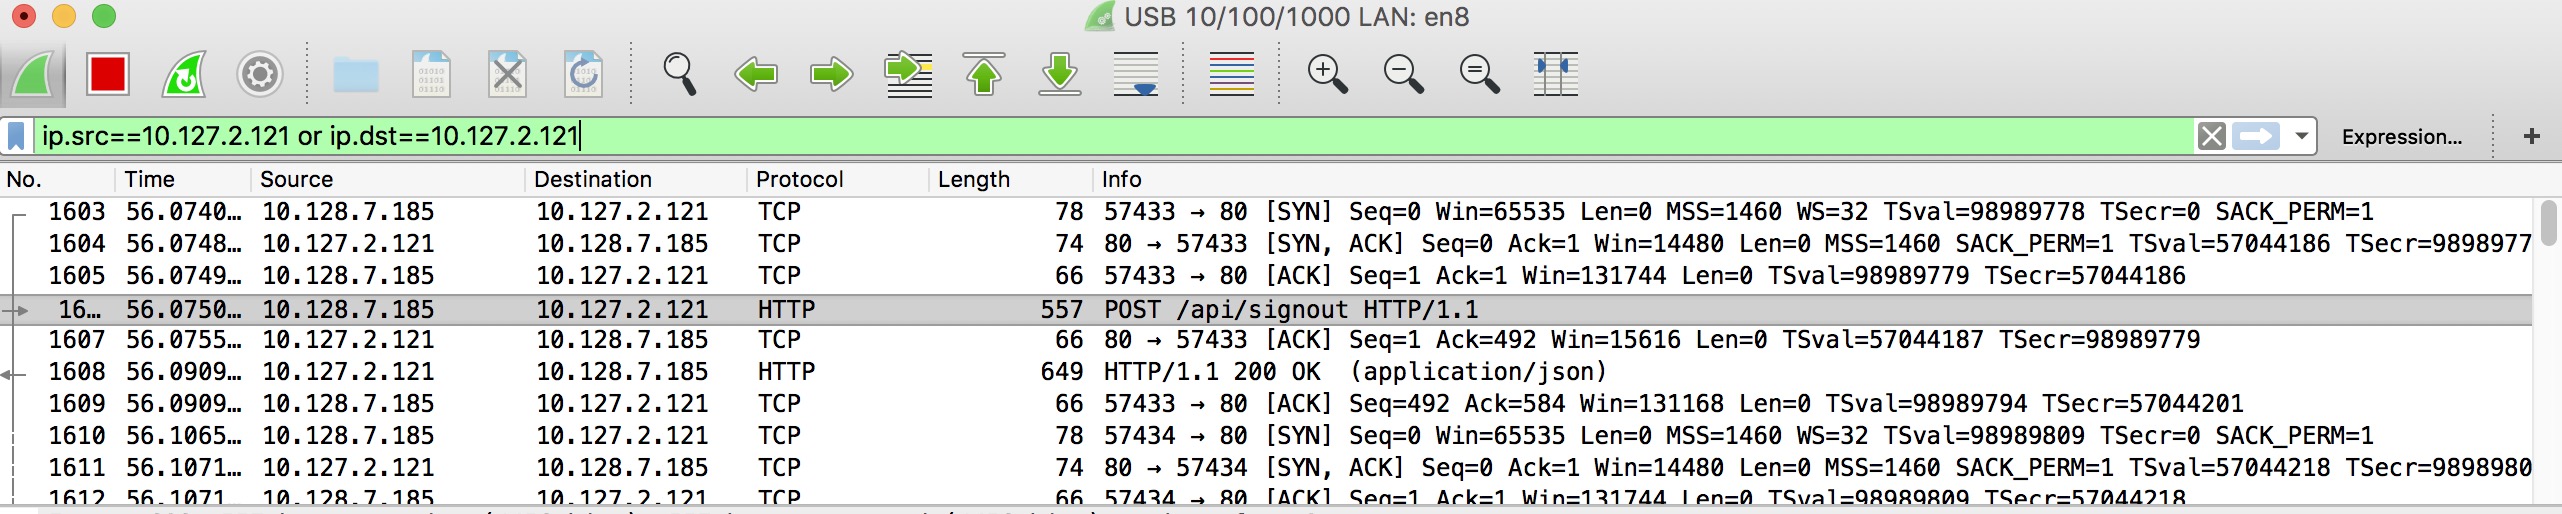 USB 10/100/1000 LAN: en8
ip.src==10.127.2.121 or ip.dst==10.127.2.121
Expression...
+
No. Time Source Destination Protocol Length Info
1603 56.0740… 10.128.7.185 10.127.2.121 TCP 78 57433 → 80 [SYN] Seq=0 Win=65535 Len=0 MSS=1460 WS=32 TSval=98989778 TSecr=0 SACK_PERM=1
1604 56.0748… 10.127.2.121 10.128.7.185 TCP 74 80 → 57433 [SYN, ACK] Seq=0 Ack=1 Win=14480 Len=0 MSS=1460 SACK_PERM=1 TSval=57044186 TSecr=9898977
1605 56.0749… 10.128.7.185 10.127.2.121 TCP 66 57433 → 80 [ACK] Seq=1 Ack=1 Win=131744 Len=0 TSval=98989779 TSecr=57044186
16… 56.0750… 10.128.7.185 10.127.2.121 HTTP 557 POST /api/signout HTTP/1.1
1607 56.0755… 10.127.2.121 10.128.7.185 TCP 66 80 → 57433 [ACK] Seq=1 Ack=492 Win=15616 Len=0 TSval=57044187 TSecr=98989779
1608 56.0909… 10.127.2.121 10.128.7.185 HTTP 649 HTTP/1.1 200 OK (application/json)
1609 56.0909… 10.128.7.185 10.127.2.121 TCP 66 57433 → 80 [ACK] Seq=492 Ack=584 Win=131168 Len=0 TSval=98989794 TSecr=57044201
1610 56.1065… 10.128.7.185 10.127.2.121 TCP 78 57434 → 80 [SYN] Seq=0 Win=65535 Len=0 MSS=1460 WS=32 TSval=98989809 TSecr=0 SACK_PERM=1
1611 56.1071… 10.127.2.121 10.128.7.185 TCP 74 80 → 57434 [SYN, ACK] Seq=0 Ack=1 Win=14480 Len=0 MSS=1460 SACK_PERM=1 TSval=57044218 TSecr=9898980
1612 56.1071… 10.128.7.185 10.127.2.121 TCP 66 57434 → 80 [ACK] Seq=1 Ack=1 Win=131744 Len=0 TSval=98989809 TSecr=57044218